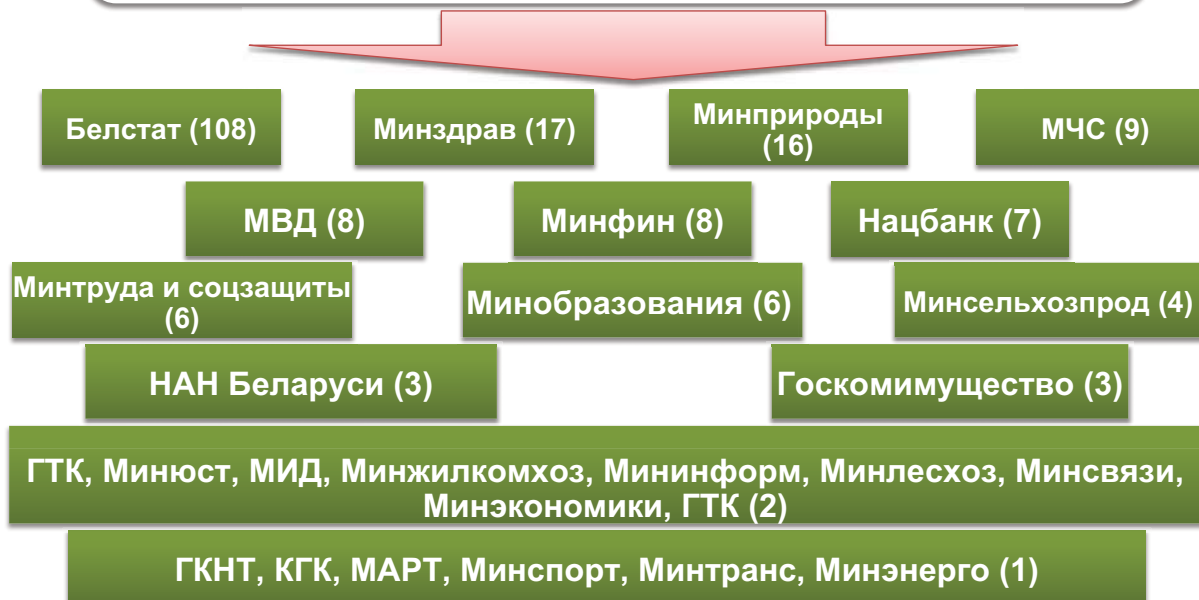 Белстат (108)
Минздрав (17)
Минприроды
(16)
МЧС (9)
МВД (8)
Минфин (8)
Нацбанк (7)
Минтруда и соцзащиты
(6)
Минобразования (6)
Минсельхозпрод (4)
НАН Беларуси (3)
Госкомимущество (3)
ГТК, Минюст, МИД, Минжилкомхоз, Мининформ, Минлесхоз, Минсвязи,
Минэкономики, ГТК (2)
ГКНТ, КГК, МАРТ, Минспорт, Минтранс, Минэнерго (1)